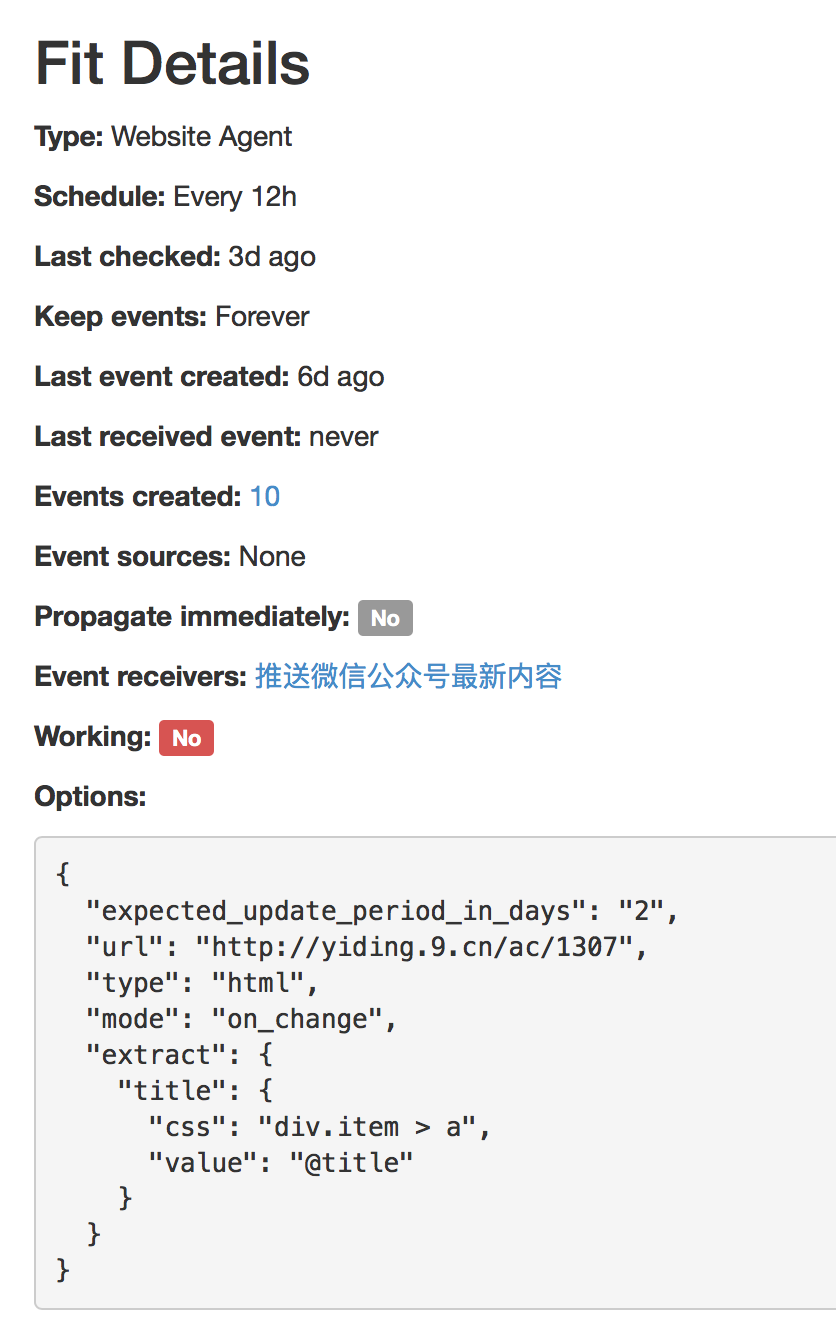 Fit Details
Type: Website Agent
Schedule: Every 12h
Last checked: 3d ago
Keep events: Forever
Last event created: 6d ago
Last received event: never
Events created: 10
Event sources: None
Propagate immediately: No
Event receivers: 推送微信公众号最新内容
Working: No
Options:
{
  "expected_update_period_in_days": "2",
  "url": "http://yiding.9.cn/ac/1307",
  "type": "html",
  "mode": "on_change",
  "extract": {
    "title": {
      "css": "div.item > a",
      "value": "@title"
    }
  }
}